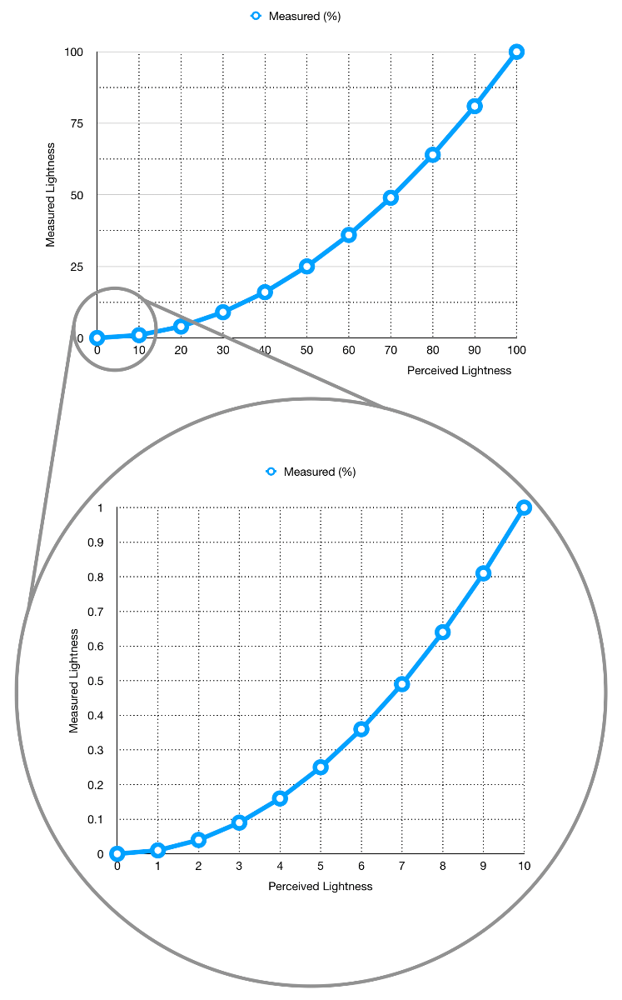 Measured (%)
100
75
50
25
0
Measured Lightness
0 10 20 30 40 50 60 70 80 90 100
Perceived Lightness
Measured (%)
1
0.9
0.8
0.7
0.6
0.5
0.4
0.3
0.2
0.1
0
Measured Lightness
0 1 2 3 4 5 6 7 8 9 10
Perceived Lightness